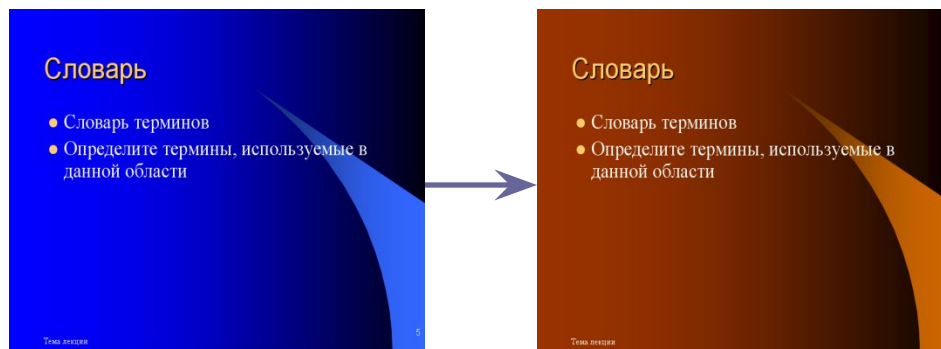 Словарь
Словарь терминов
Определите термины, используемые в
данной области
Тема лекции
5
Словарь
Словарь терминов
Определите термины, используемые в
данной области
Тема лекции